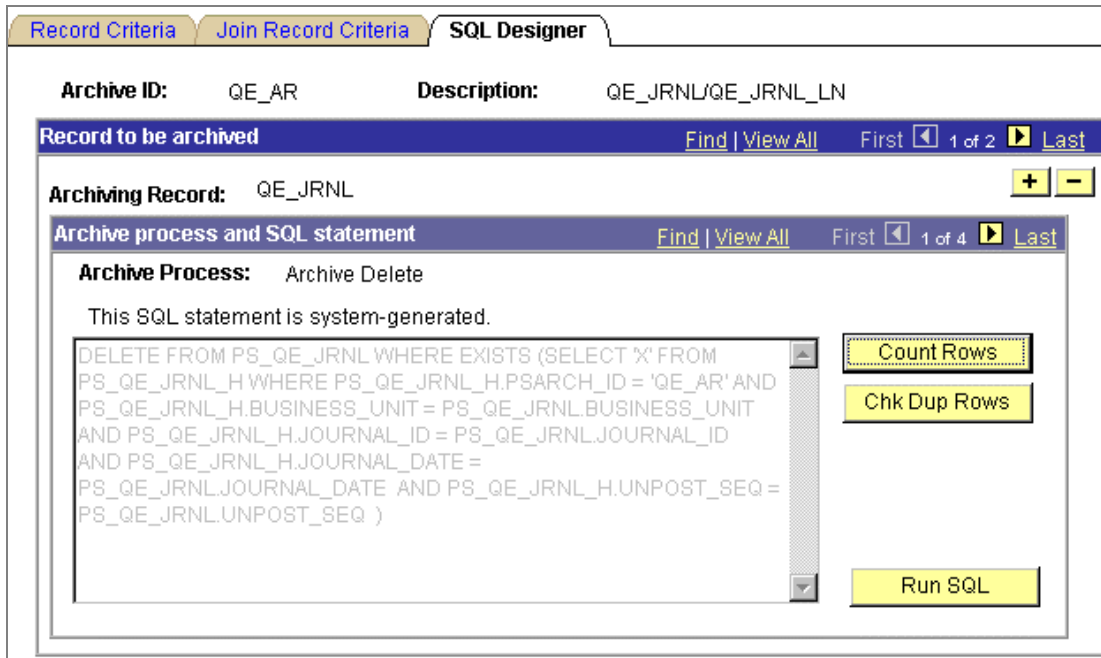 Record Criteria Join Record Criteria SQL Designer
Archive ID: QE_AR Description: QE_JRNL/QE_JRNL_LN
Record to be archived Find | View All First 1 of 2 Last
Archiving Record: QE_JRNL + −
Archive process and SQL statement Find | View All First 1 of 4 Last
Archive Process: Archive Delete
This SQL statement is system-generated.
DELETE FROM PS_QE_JRNL WHERE EXISTS (SELECT 'X' FROM
PS_QE_JRNL_H WHERE PS_QE_JRNL_H.PSARCH_ID = 'QE_AR' AND
PS_QE_JRNL_H.BUSINESS_UNIT = PS_QE_JRNL.BUSINESS_UNIT
AND PS_QE_JRNL_H.JOURNAL_ID = PS_QE_JRNL.JOURNAL_ID
AND PS_QE_JRNL_H.JOURNAL_DATE =
PS_QE_JRNL.JOURNAL_DATE AND PS_QE_JRNL_H.UNPOST_SEQ =
PS_QE_JRNL.UNPOST_SEQ )
Count Rows
Chk Dup Rows
Run SQL